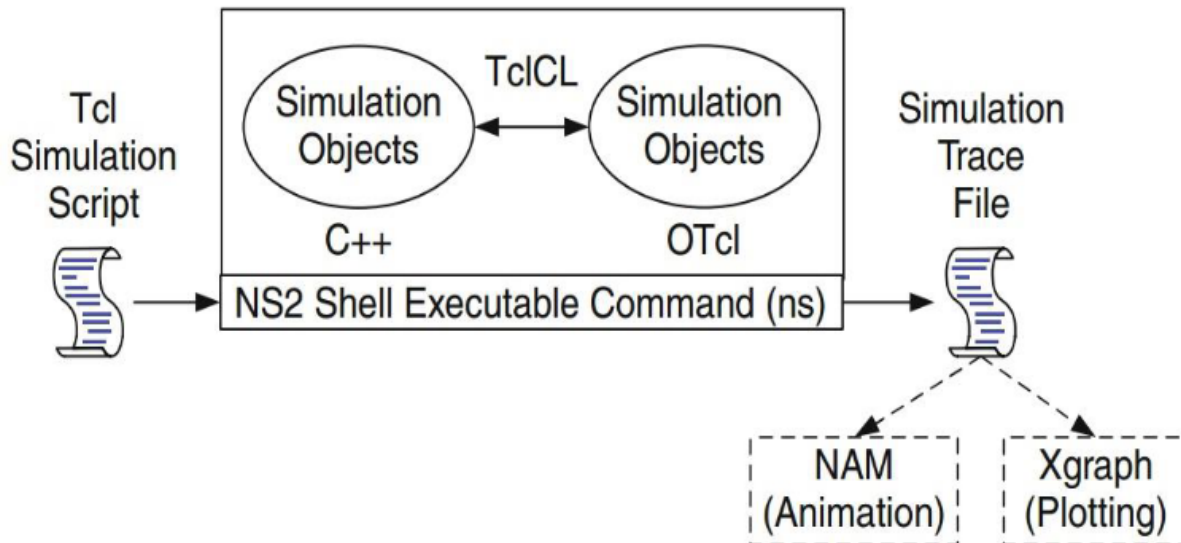 Tcl
Simulation
Script
Simulation
Objects
C++
TclCL
Simulation
Objects
OTcl
NS2 Shell Executable Command (ns)
Simulation
Trace
File
NAM
(Animation)
Xgraph
(Plotting)